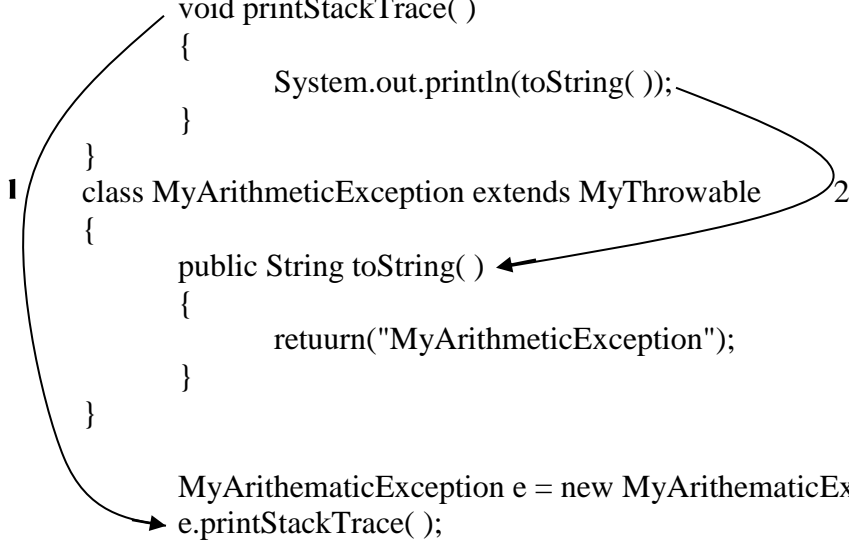 void printStackTrace( )
{
System.out.println(toString( ));
}
}
1 class MyArithmeticException extends MyThrowable 2
{
public String toString( )
{
retuurn("MyArithmeticException");
}
}
MyArithematicException e = new MyArithematicEx
e.printStackTrace( );